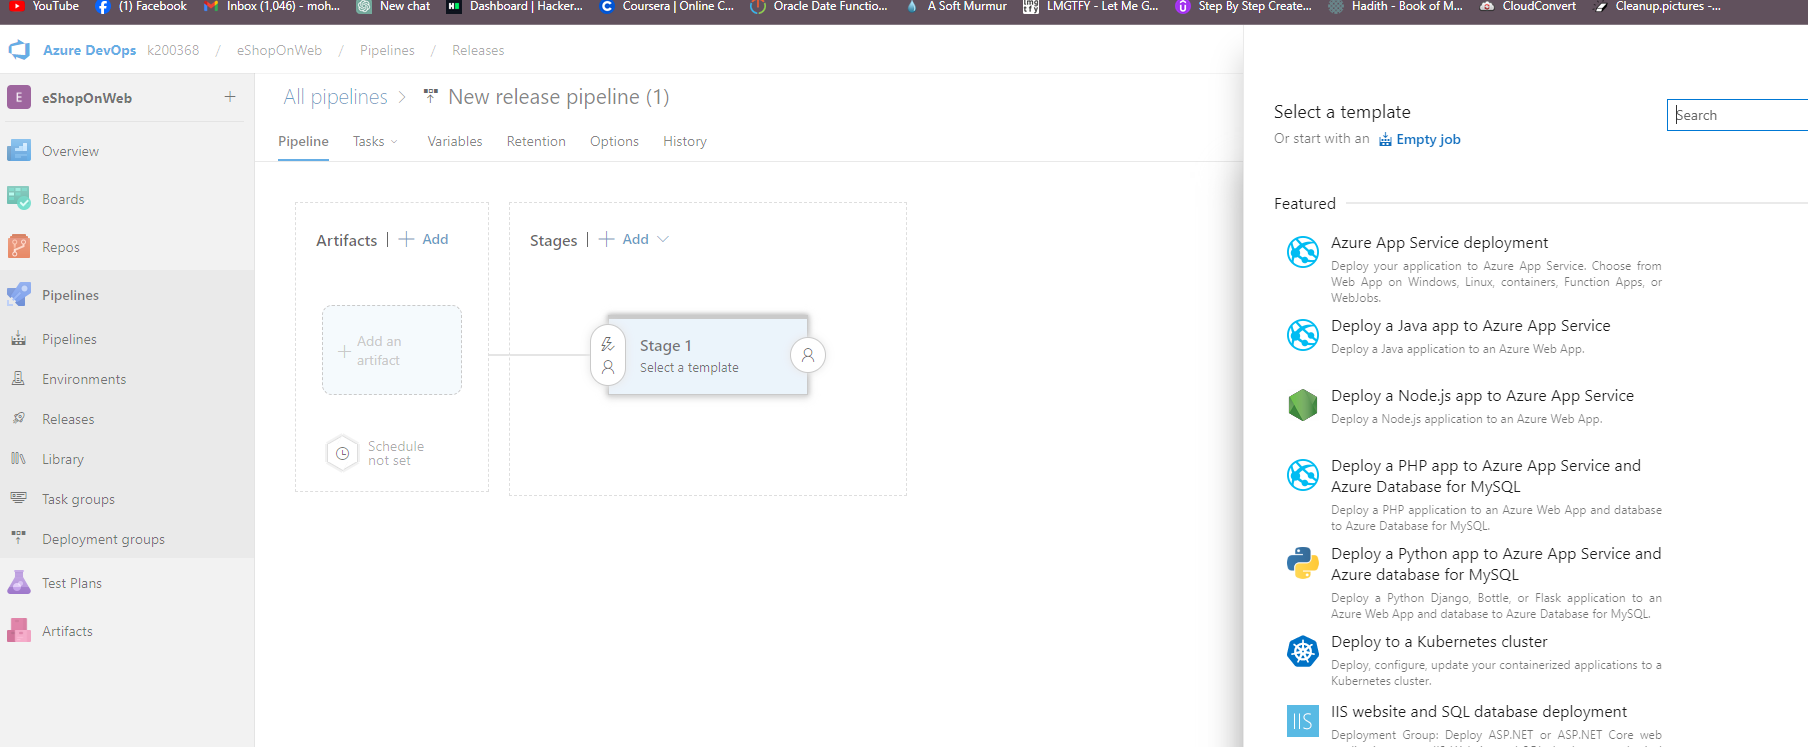 YouTube
(1) Facebook
Inbox (1,046) - moh...
New chat
Dashboard | Hacker...
Coursera | Online C...
Oracle Date Functio...
A Soft Murmur
LMGTFY - Let Me G...
Step By Step Create...
Hadith - Book of M...
CloudConvert
Cleanup.pictures -...
Azure DevOps k200368 / eShopOnWeb / Pipelines / Releases
E eShopOnWeb +
Overview
Boards
Repos
Pipelines
Pipelines
Environments
Releases
Library
Task groups
Deployment groups
Test Plans
Artifacts
All pipelines > New release pipeline (1)
Pipeline Tasks Variables Retention Options History
Artifacts | + Add
Add an
artifact
Schedule
not set
Stages | + Add
Stage 1
Select a template
Select a template
Or start with an Empty job
Search
Featured
Azure App Service deployment
Deploy your application to Azure App Service. Choose from
Web App on Windows, Linux, containers, Function Apps, or
WebJobs.
Deploy a Java app to Azure App Service
Deploy a Java application to an Azure Web App.
Deploy a Node.js app to Azure App Service
Deploy a Node.js application to an Azure Web App.
Deploy a PHP app to Azure App Service and
Azure Database for MySQL
Deploy a PHP application to an Azure Web App and database
to Azure Database for MySQL.
Deploy a Python app to Azure App Service and
Azure database for MySQL
Deploy a Python Django, Bottle, or Flask application to an
Azure Web App and database to Azure Database for MySQL.
Deploy to a Kubernetes cluster
Deploy, configure, update your containerized applications to a
Kubernetes cluster.
IIS
IIS website and SQL database deployment
Deployment Group: Deploy ASP.NET or ASP.NET Core web